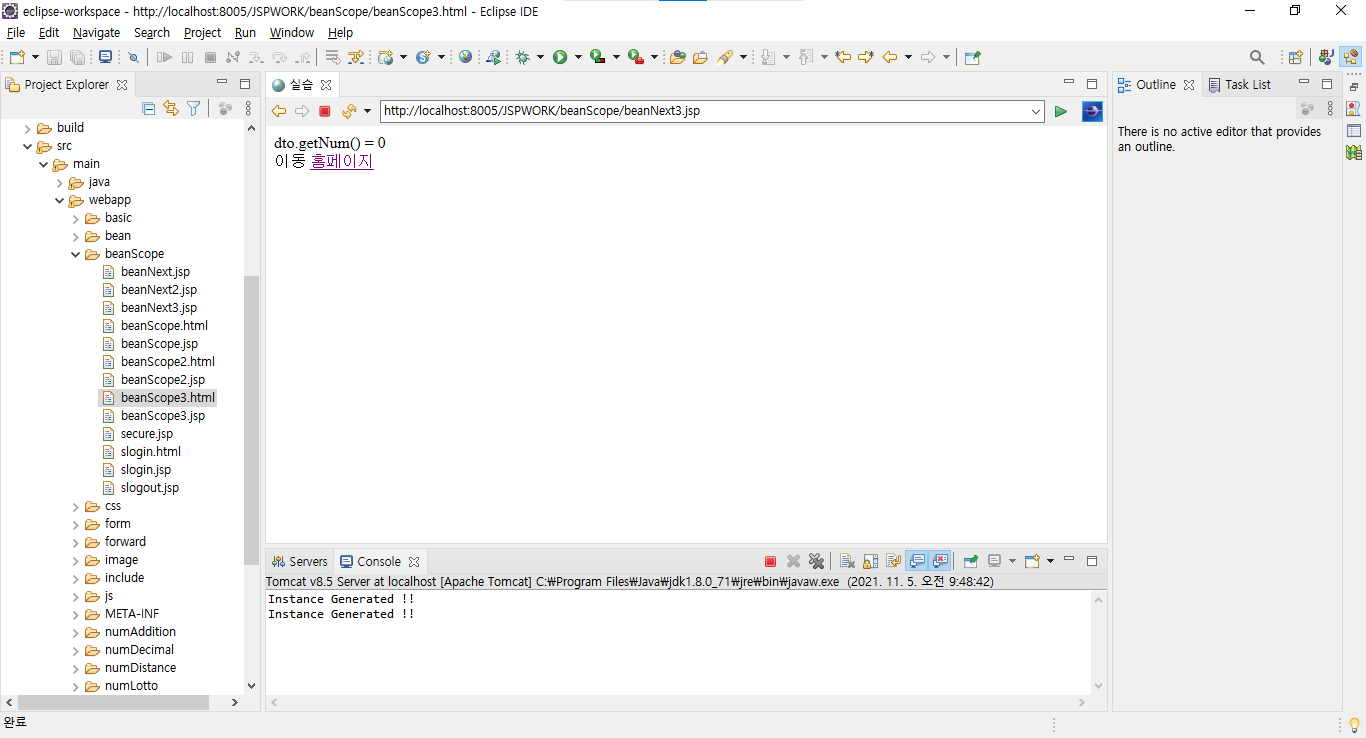 eclipse-workspace - http://localhost:8005/JSPWORK/beanScope/beanScope3.html - Eclipse IDE
File Edit Navigate Search Project Run Window Help
Project Explorer
build
src
main
java
webapp
basic
bean
beanScope
beanNext.jsp
beanNext2.jsp
beanNext3.jsp
beanScope.html
beanScope.jsp
beanScope2.html
beanScope2.jsp
beanScope3.html
beanScope3.jsp
secure.jsp
slogin.html
slogin.jsp
slogout.jsp
css
form
forward
image
include
js
META-INF
numAddition
numDecimal
numDistance
numLotto
실습
http://localhost:8005/JSPWORK/beanScope/beanNext3.jsp
dto.getNum() = 0
이동 홈페이지
Servers Console
Tomcat v8.5 Server at localhost [Apache Tomcat] C:₩Program Files₩Java₩jdk1.8.0_71₩jre₩bin₩javaw.exe (2021. 11. 5. 오전 9:48:42)
Instance Generated !!
Instance Generated !!
Outline Task List
There is no active editor that provides
an outline.
완료